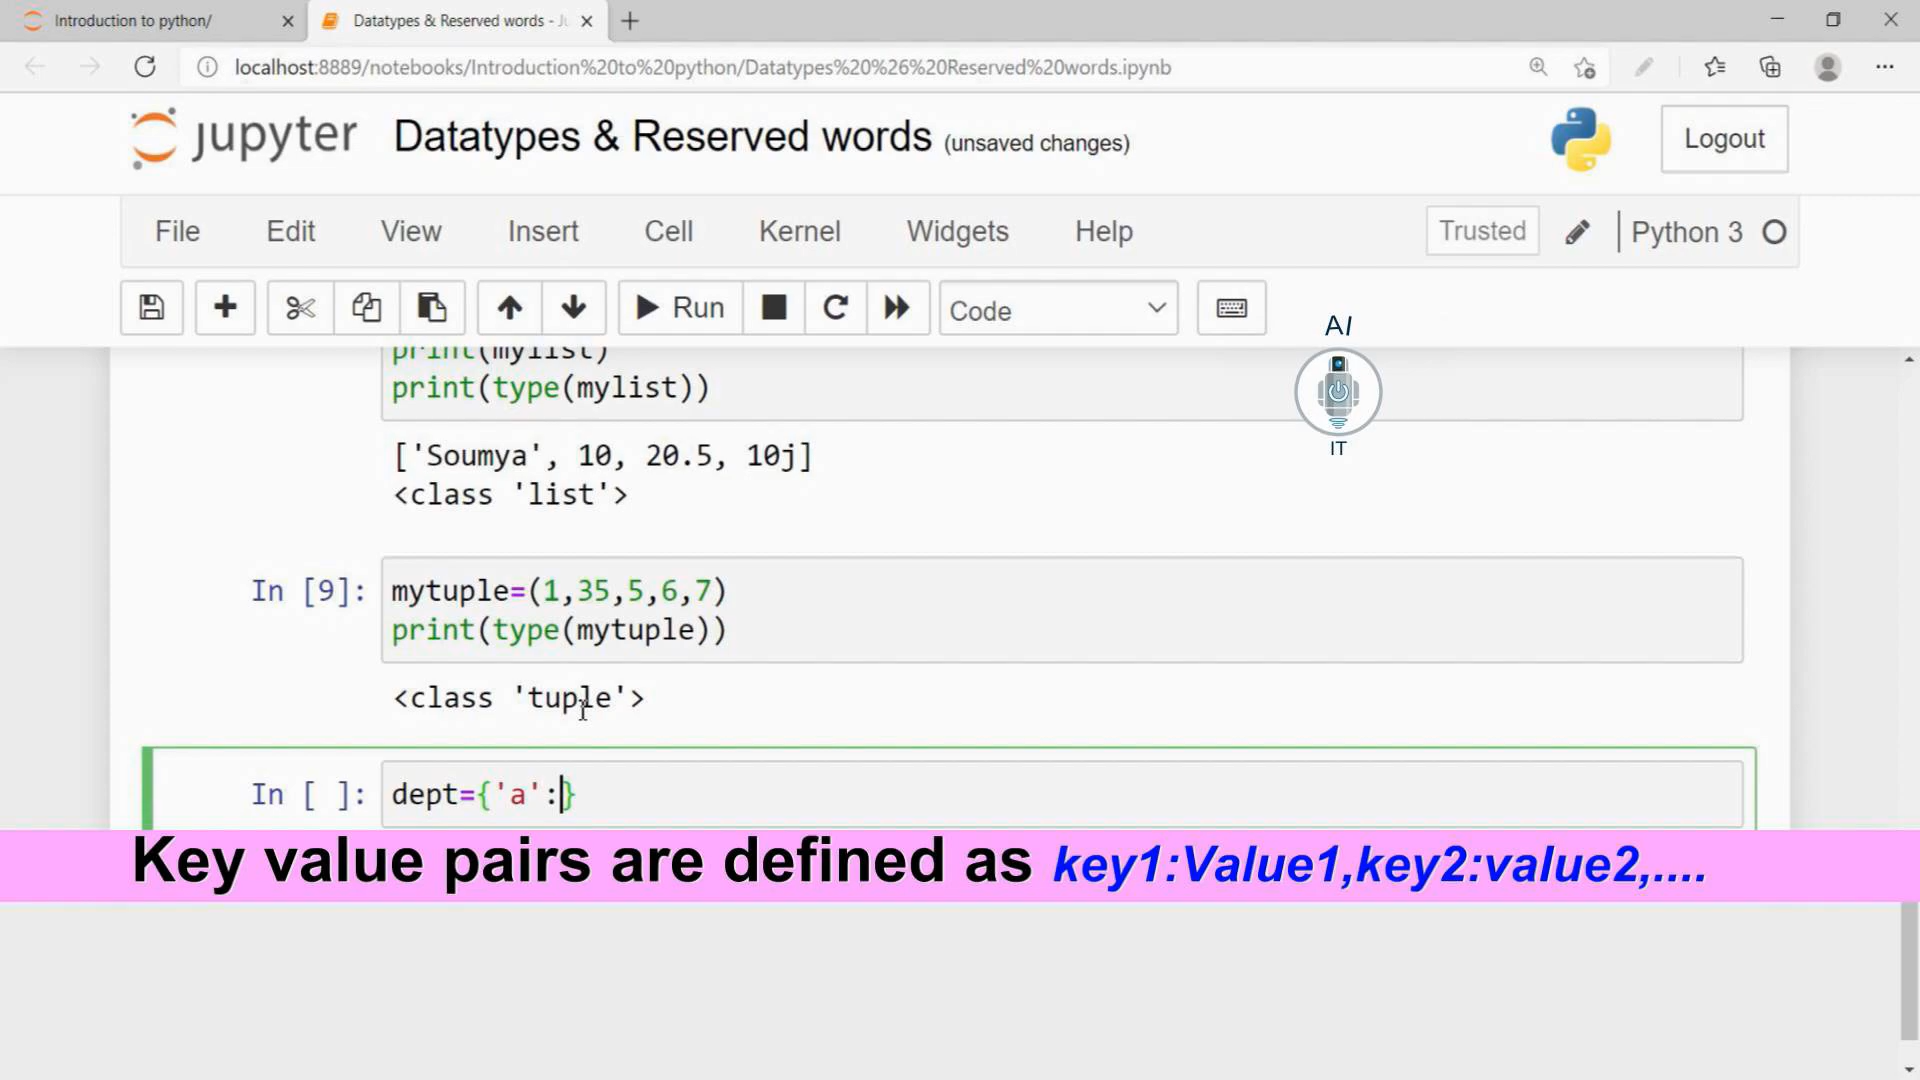 Introduction to python/
Datatypes & Reserved words - Ju
localhost:8889/notebooks/Introduction%20to%20python/Datatypes%20%26%20Reserved%20words.ipynb
jupyter Datatypes & Reserved words (unsaved changes)
Logout
File Edit View Insert Cell Kernel Widgets Help
Trusted
Python 3
Run
Code
AI
IT
print(mylist)
print(type(mylist))
['Soumya', 10, 20.5, 10j]
<class 'list'>
In [9]: mytuple=(1,35,5,6,7)
print(type(mytuple))
<class 'tuple'>
In [ ]: dept={'a':}
Key value pairs are defined as key1:Value1,key2:value2,....